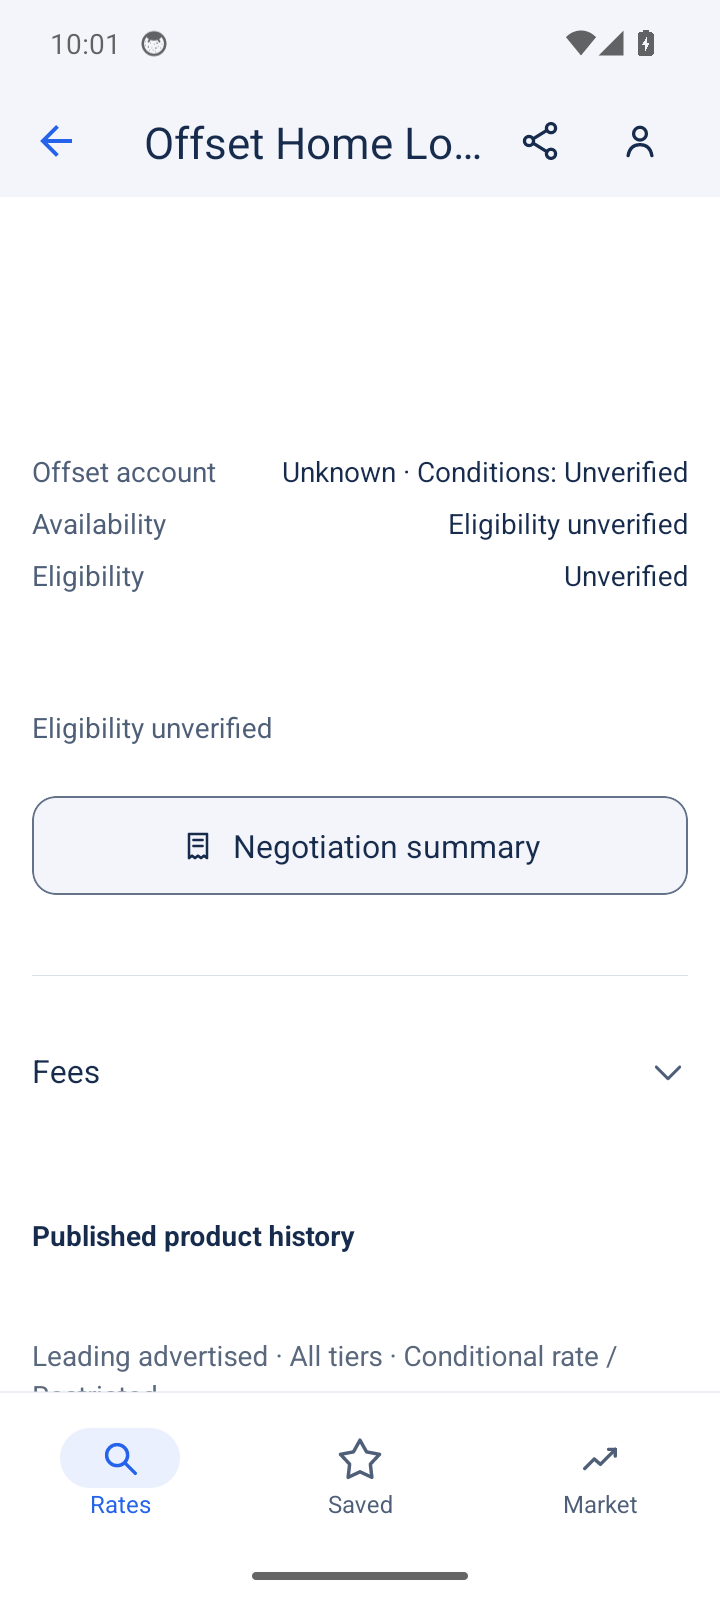 10:01
Offset Home Lo...
Offset account Unknown · Conditions: Unverified
Availability Eligibility unverified
Eligibility Unverified
Eligibility unverified
Negotiation summary
Fees
Published product history
Leading advertised · All tiers · Conditional rate /
Rates Saved Market